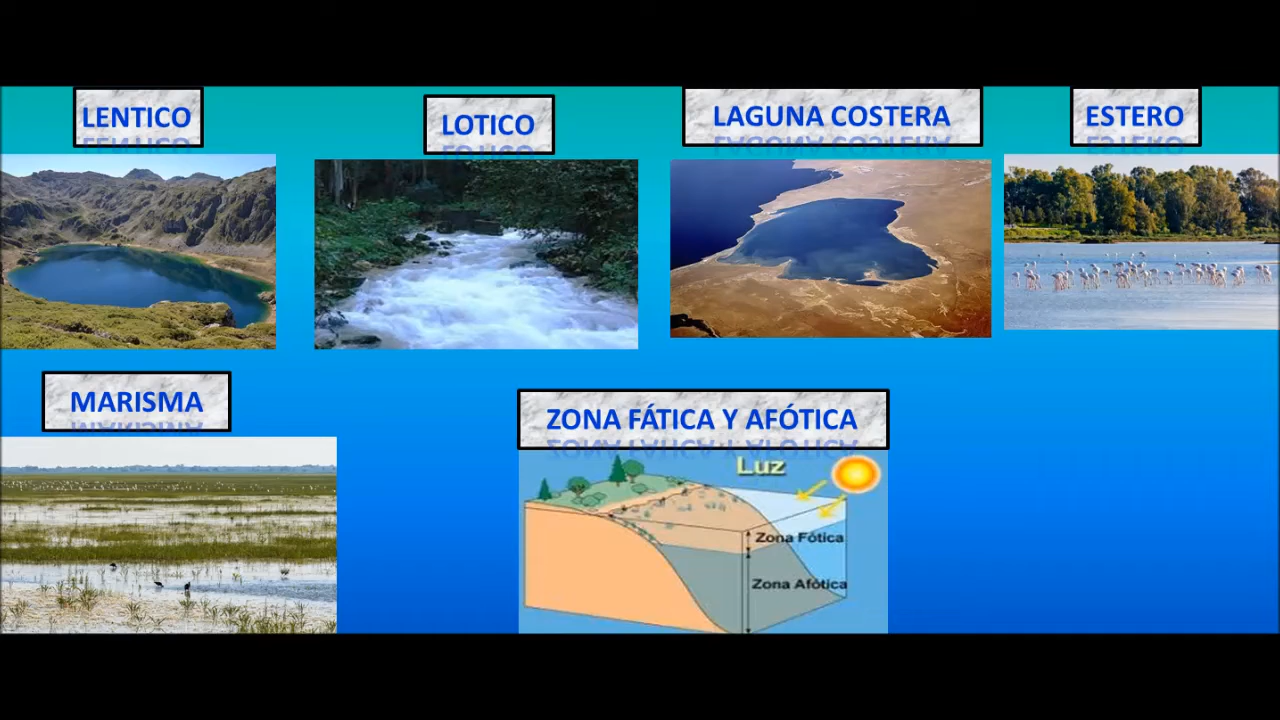 LENTICO
LOTICO
LAGUNA COSTERA
ESTERO
MARISMA
ZONA FÁTICA Y AFÓTICA
Luz
Zona Fótica
Zona Afótica